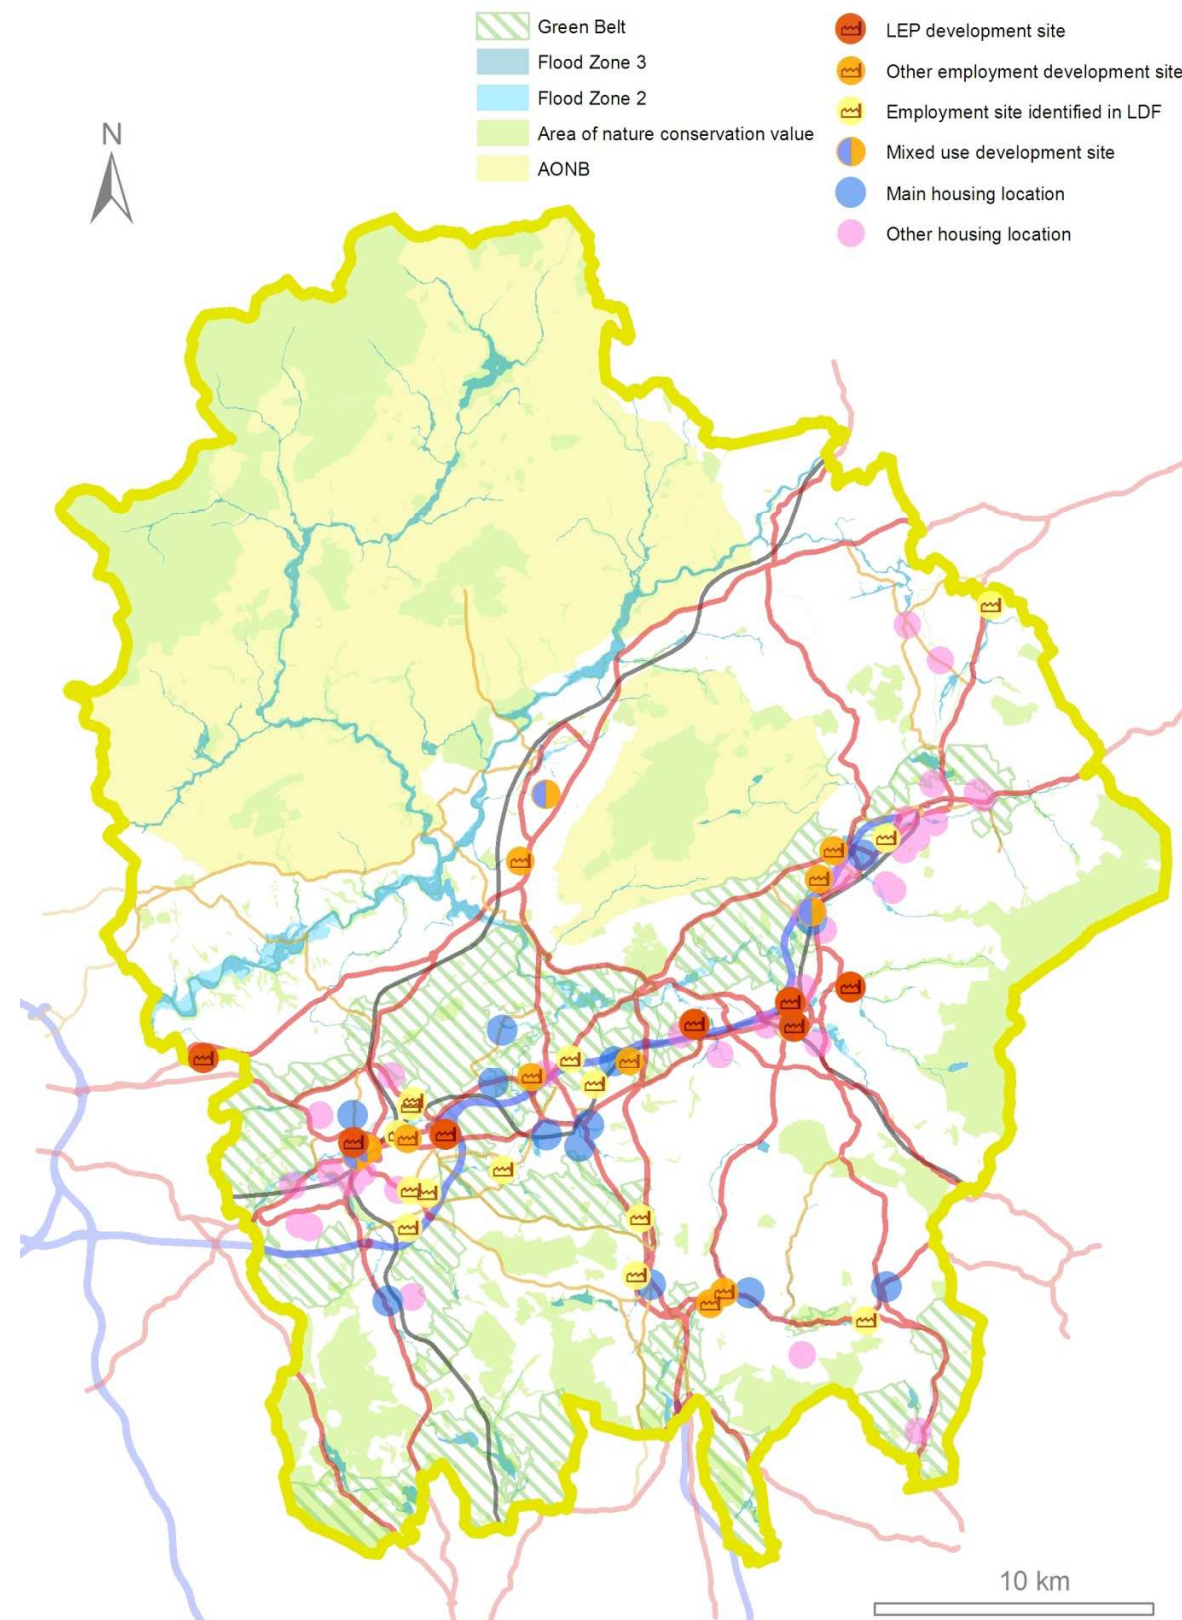 Green Belt
Flood Zone 3
Flood Zone 2
Area of nature conservation value
AONB
LEP development site
Other employment development site
Employment site identified in LDF
Mixed use development site
Main housing location
Other housing location
N
10 km